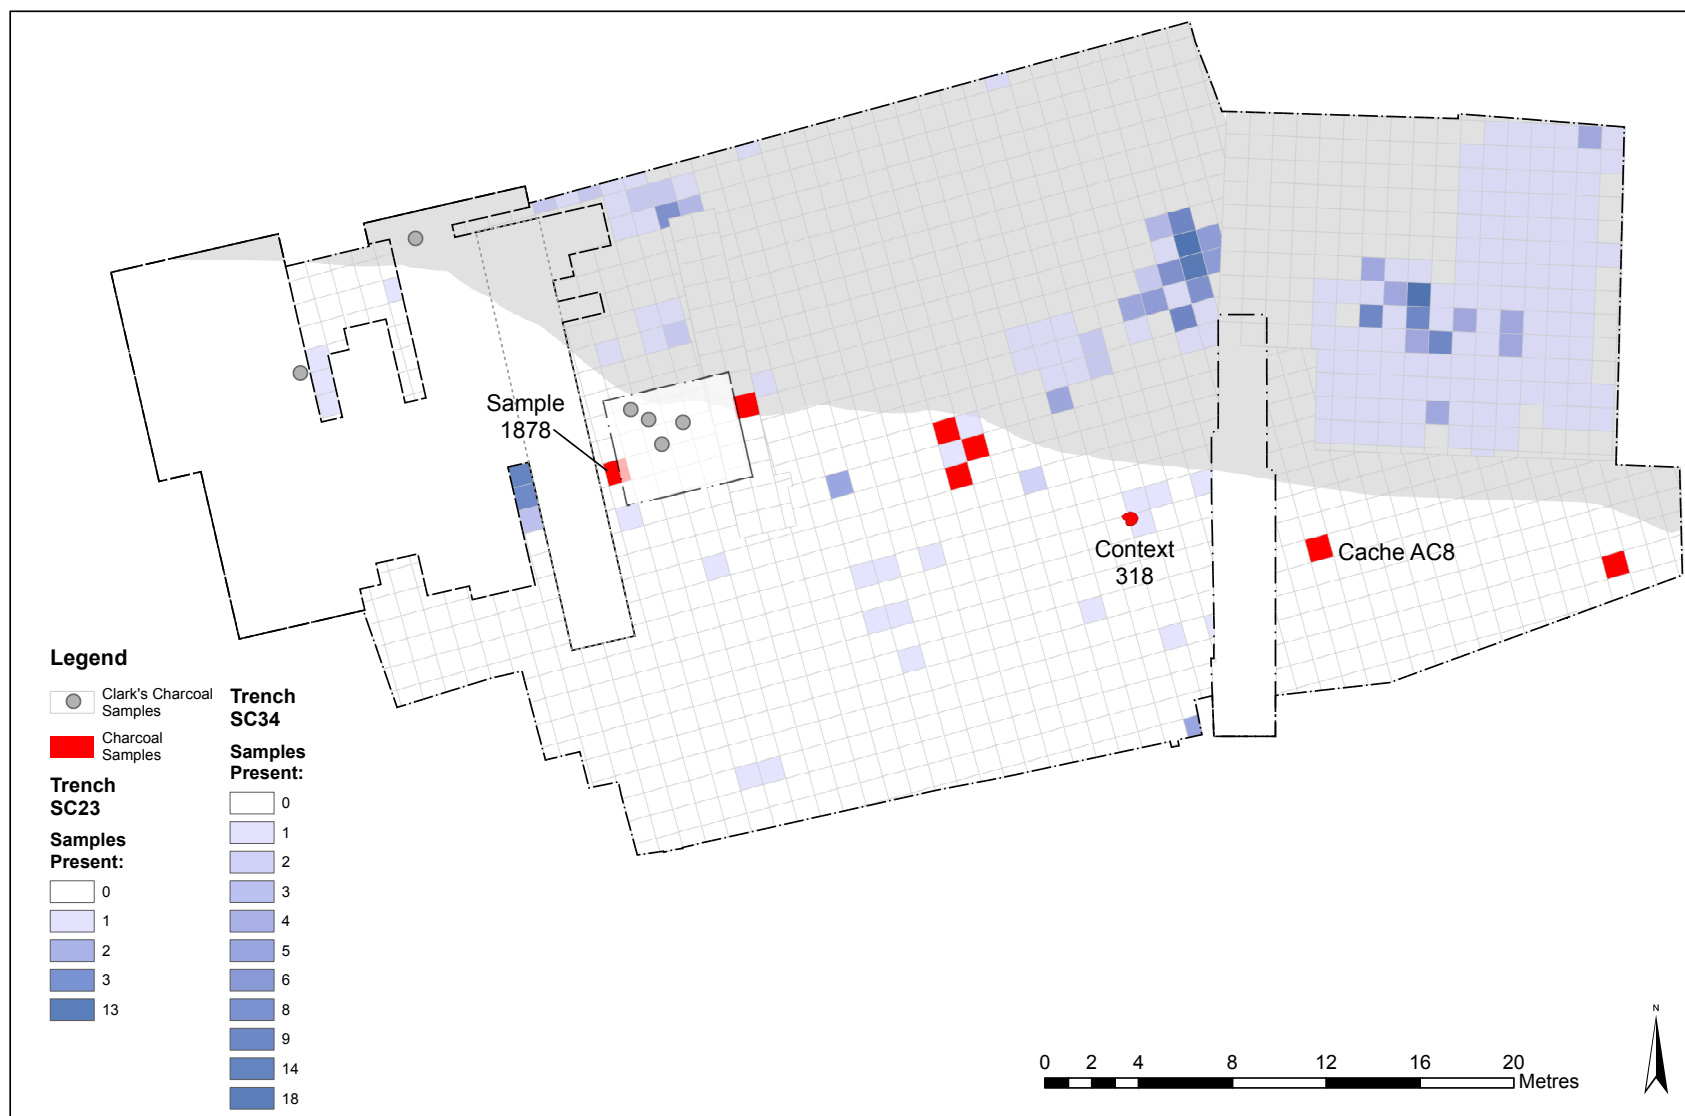 Sample
1878
Context
318
Cache AC8
Legend
Clark's Charcoal
Samples
Charcoal
Samples
Trench
SC23
Samples
Present:
0
1
2
3
13
Trench
SC34
Samples
Present:
0
1
2
3
4
5
6
8
9
14
18
0 2 4 8 12 16 20
Metres
N